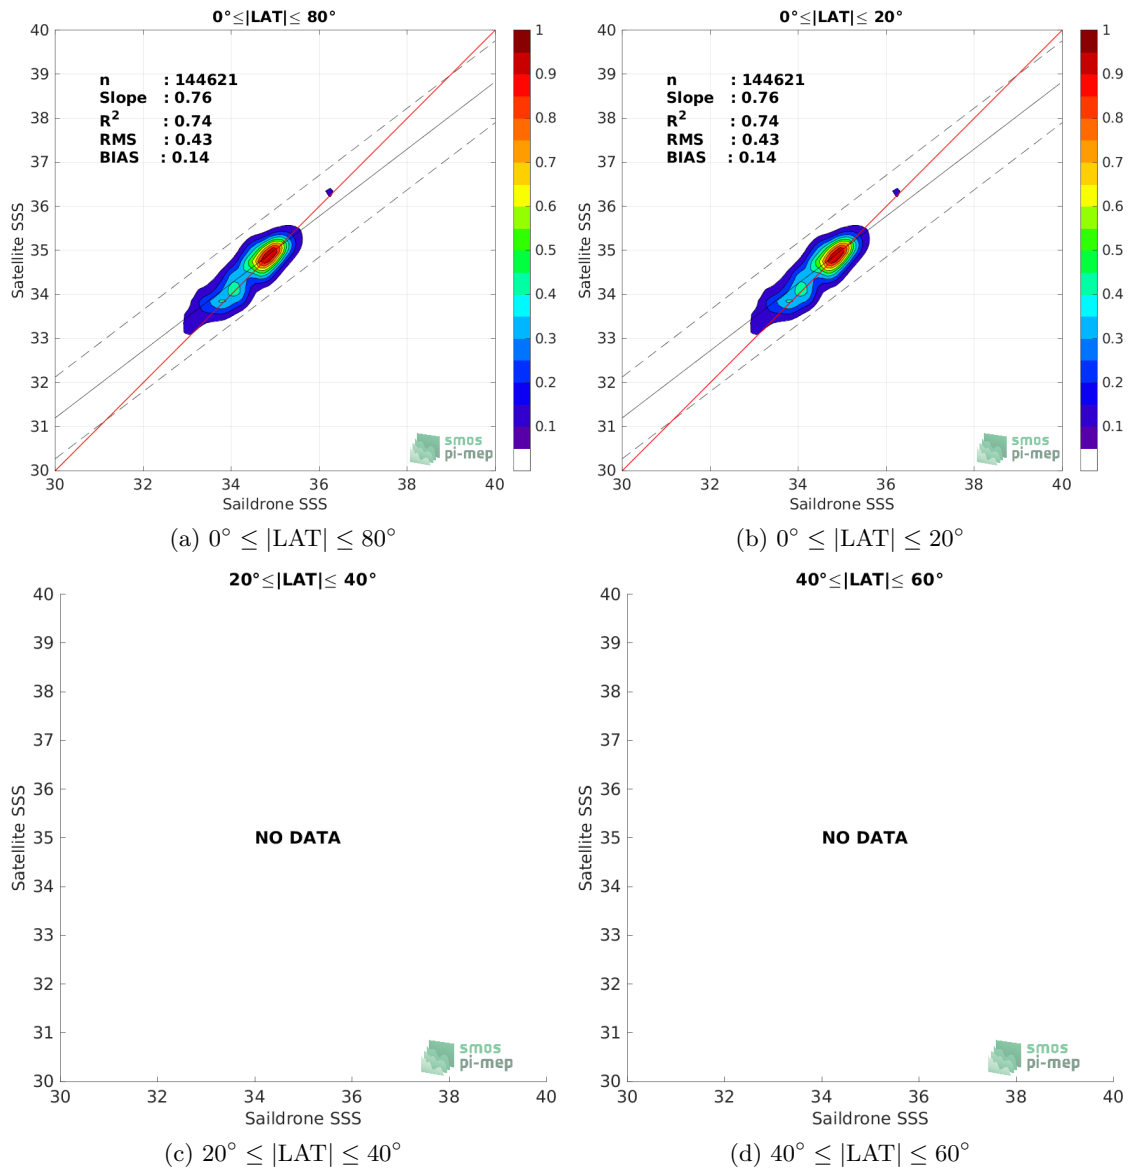 0°≤|LAT|≤ 80°
40
39
38
37
36
35
34
33
32
31
30
30
32
34
36
38
40
Satellite SSS
Saildrone SSS
n : 144621
Slope : 0.76
R² : 0.74
RMS : 0.43
BIAS : 0.14
smos
pi-mep
1
0.9
0.8
0.7
0.6
0.5
0.4
0.3
0.2
0.1
(a) 0° ≤ |LAT| ≤ 80°
0°≤|LAT|≤ 20°
40
39
38
37
36
35
34
33
32
31
30
30
32
34
36
38
40
Satellite SSS
Saildrone SSS
n : 144621
Slope : 0.76
R² : 0.74
RMS : 0.43
BIAS : 0.14
smos
pi-mep
1
0.9
0.8
0.7
0.6
0.5
0.4
0.3
0.2
0.1
(b) 0° ≤ |LAT| ≤ 20°
20°≤|LAT|≤ 40°
40
39
38
37
36
35
34
33
32
31
30
30
32
34
36
38
40
Satellite SSS
Saildrone SSS
NO DATA
smos
pi-mep
(c) 20° ≤ |LAT| ≤ 40°
40°≤|LAT|≤ 60°
40
39
38
37
36
35
34
33
32
31
30
30
32
34
36
38
40
Satellite SSS
Saildrone SSS
NO DATA
smos
pi-mep
(d) 40° ≤ |LAT| ≤ 60°